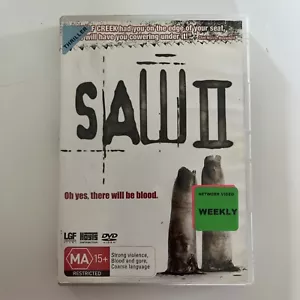 THRILLER
F CREEK had you on the edge of your seat,
will have you cowering under it!
SAW II
Oh yes, there will be blood.
NETWORK VIDEO
WEEKLY
LGF
DVD
MA 15+
RESTRICTED
Strong violence,
Blood and gore,
Coarse language